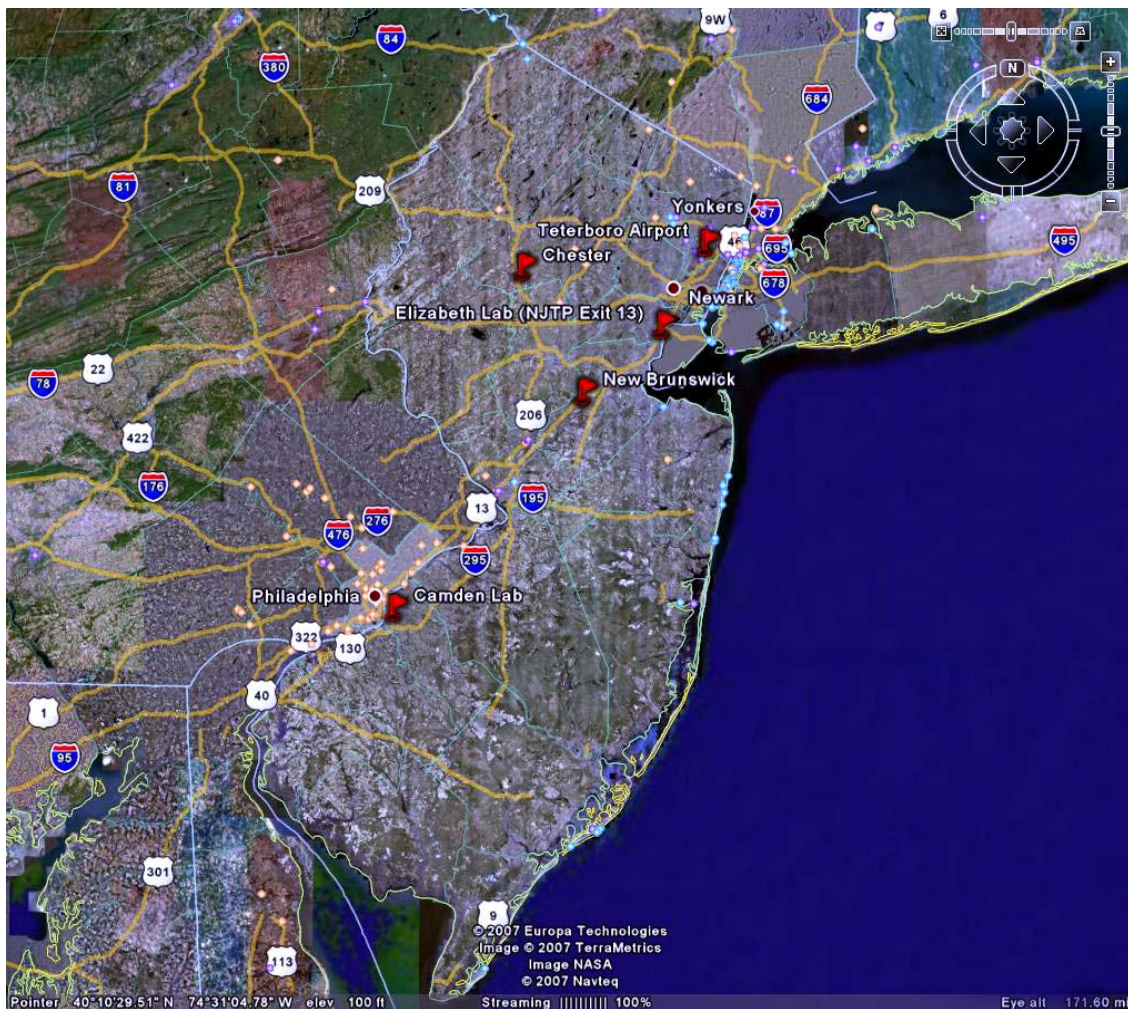 6
9W
7
84
N
380
684
81
209
Yonkers
87
Teterboro Airport
46
Chester
695
495
678
Newark
Elizabeth Lab (NJTP Exit 13)
22
78
New Brunswick
206
422
176
195
13
276
476
295
Philadelphia
Camden Lab
322
130
40
1
95
301
9
© 2007 Europa Technologies
Image © 2007 TerraMetrics
Image NASA
© 2007 Navteq
113
Pointer 40°10'29.51" N 74°31'04.78" W elev 100 ft Streaming |||||||||| 100% Eye alt 171.60 mi